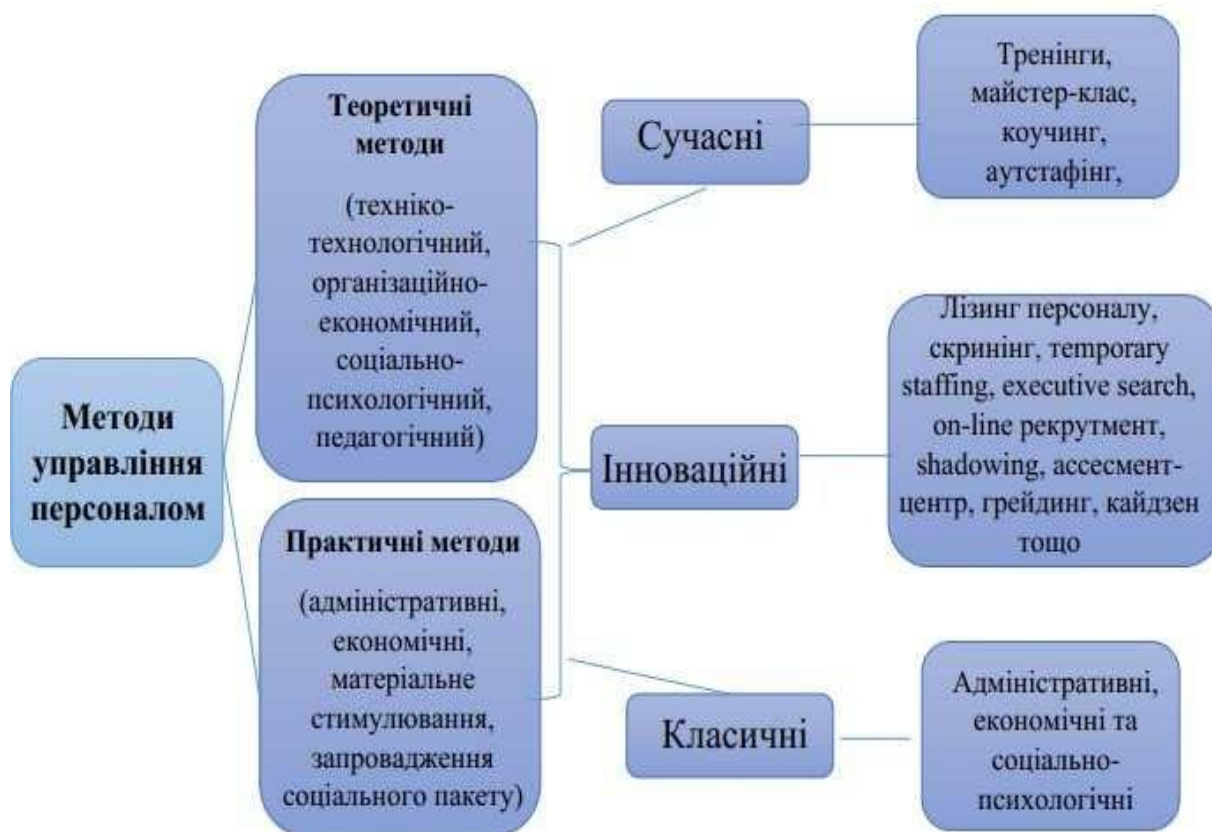 Методи
управління
персоналом
Теоретичні
методи
(техніко-
технологічний,
організаційно-
економічний,
соціально-
психологічний,
педагогічний)
Практичні методи
(адміністративні,
економічні,
матеріальне
стимулювання,
запровадження
соціального пакету)
Сучасні
Тренінги,
майстер-клас,
коучинг,
аутстафінг,
Інноваційні
Лізинг персоналу,
скринінг, temporary
staffing, executive search,
on-line рекрутмент,
shadowing, ассесмент-
центр, грейдинг, кайдзен
тощо
Класичні
Адміністративні,
економічні та
соціально-
психологічні